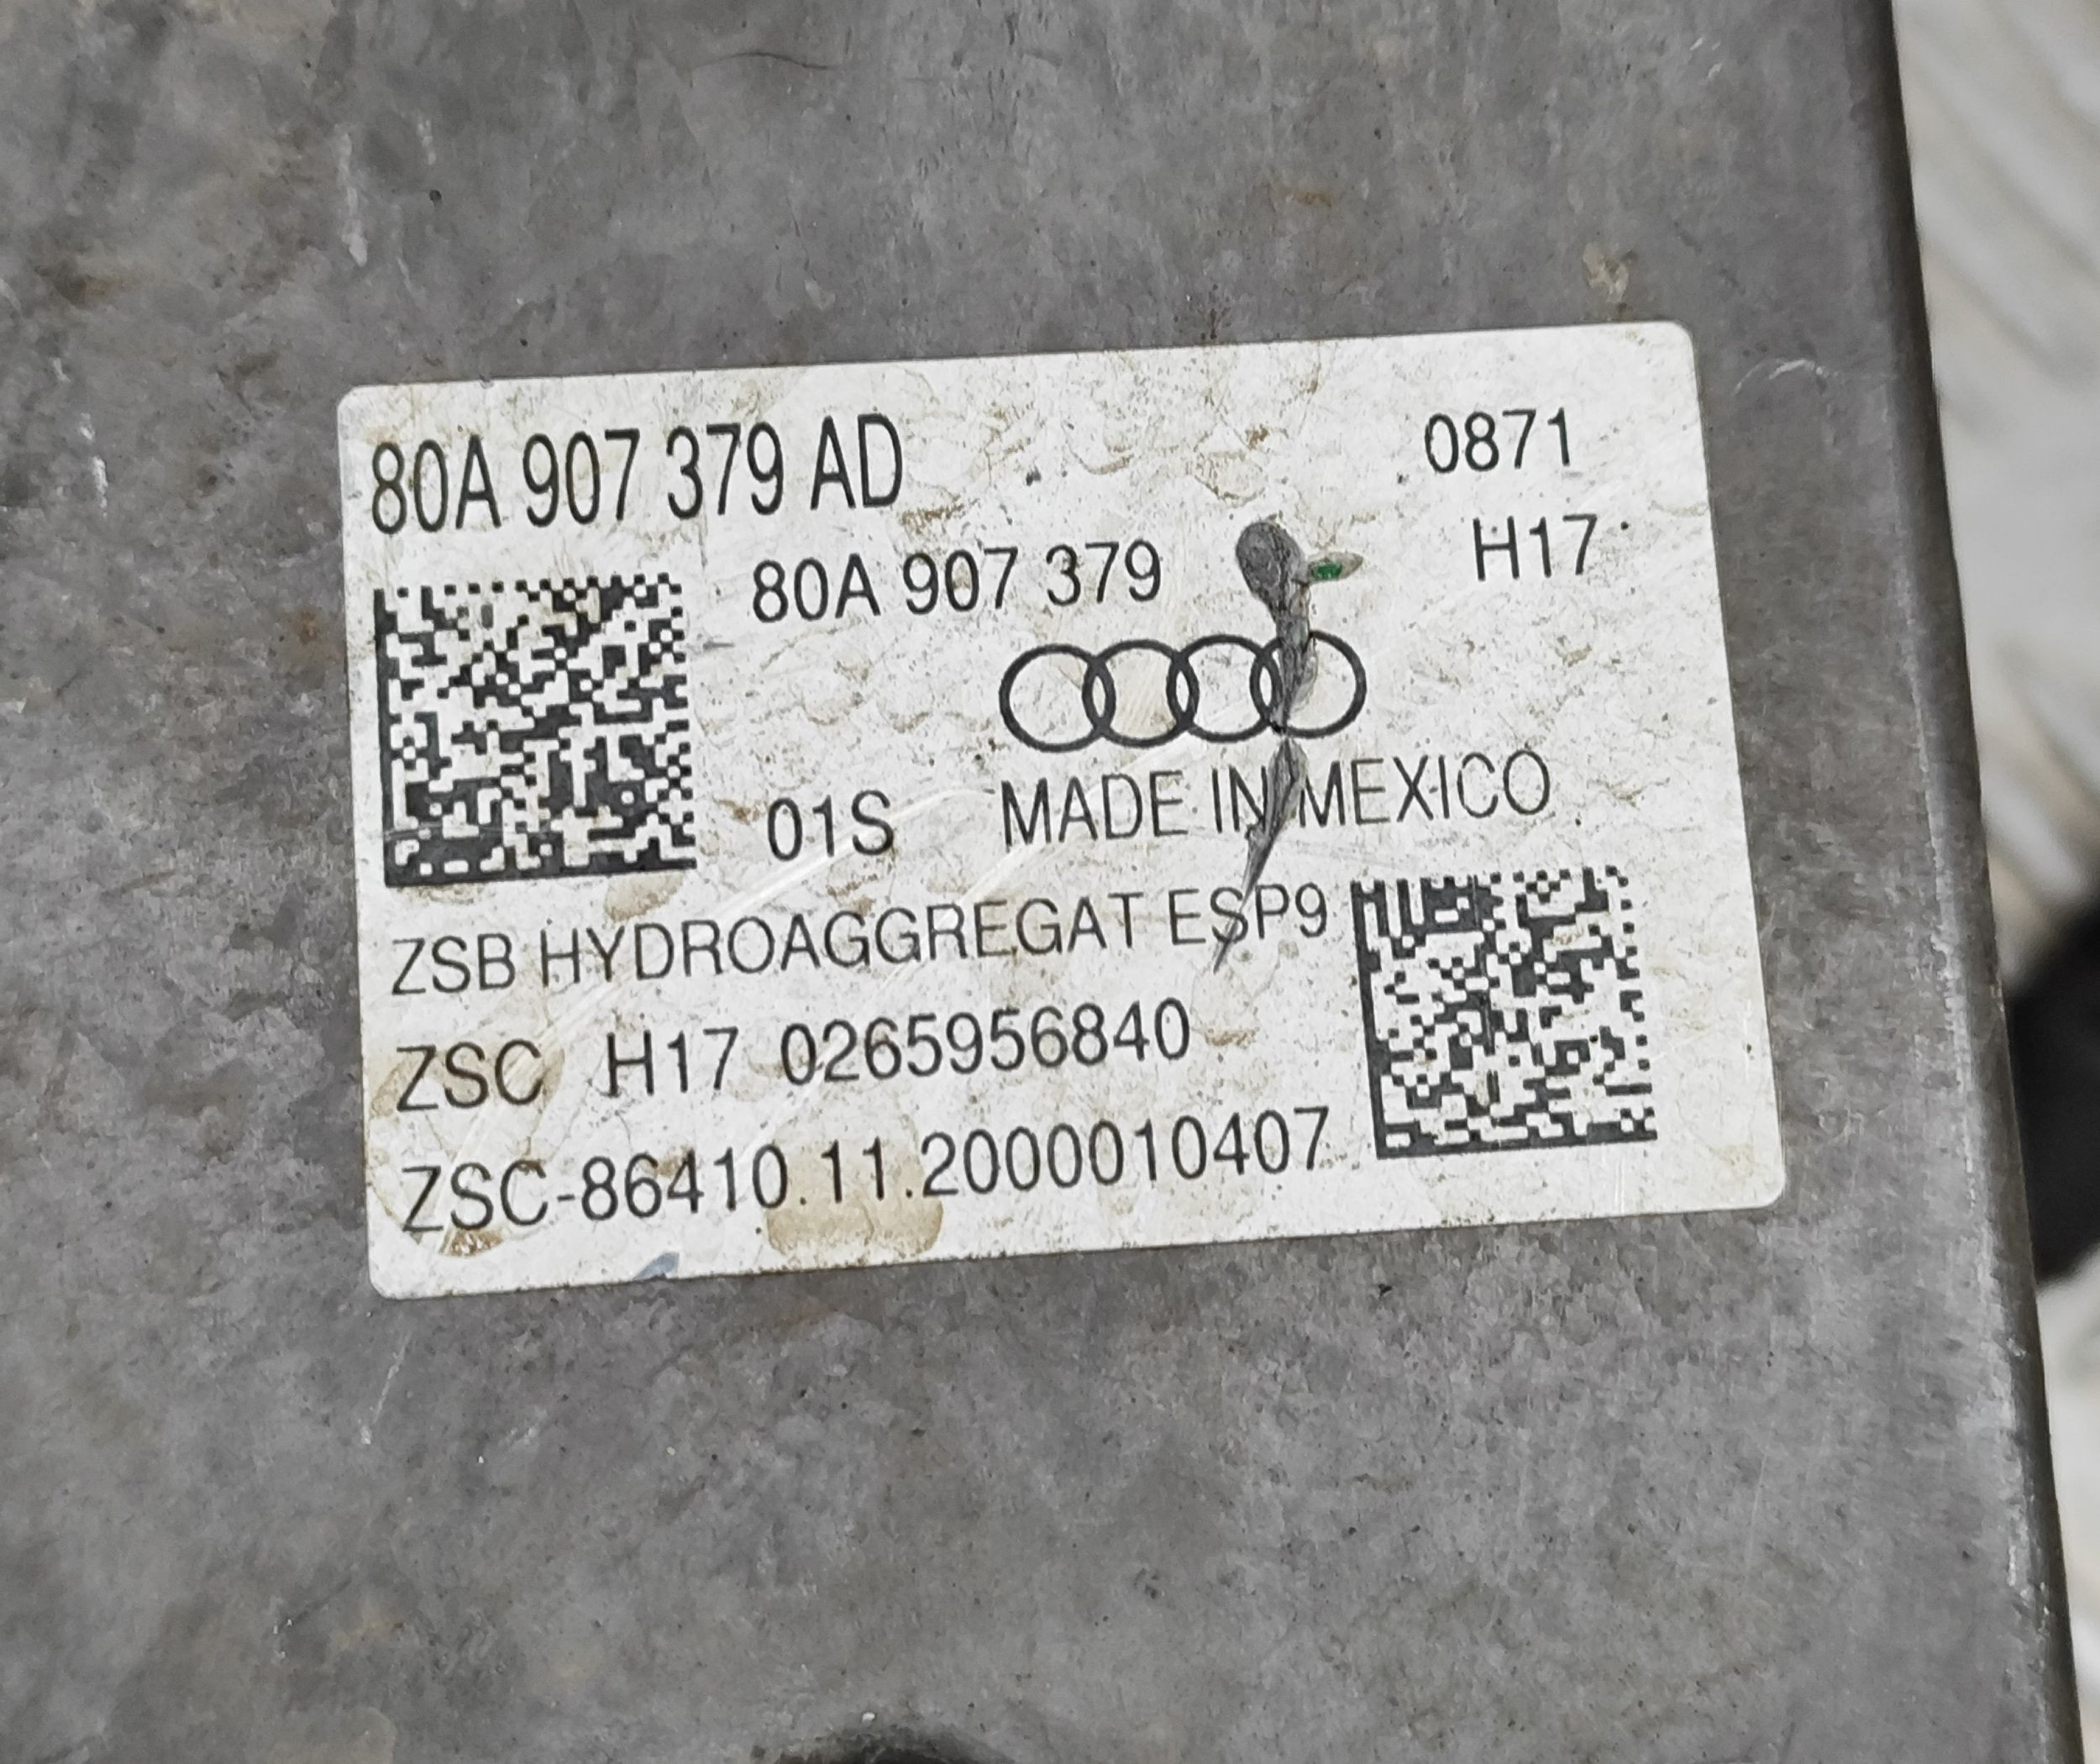 80A 907 379 AD
0871
80A 907 379
H17
01S
MADE IN MEXICO
ZSB HYDROAGGREGAT ESP9
ZSC H17 0265956840
ZSC-86410.11.2000010407